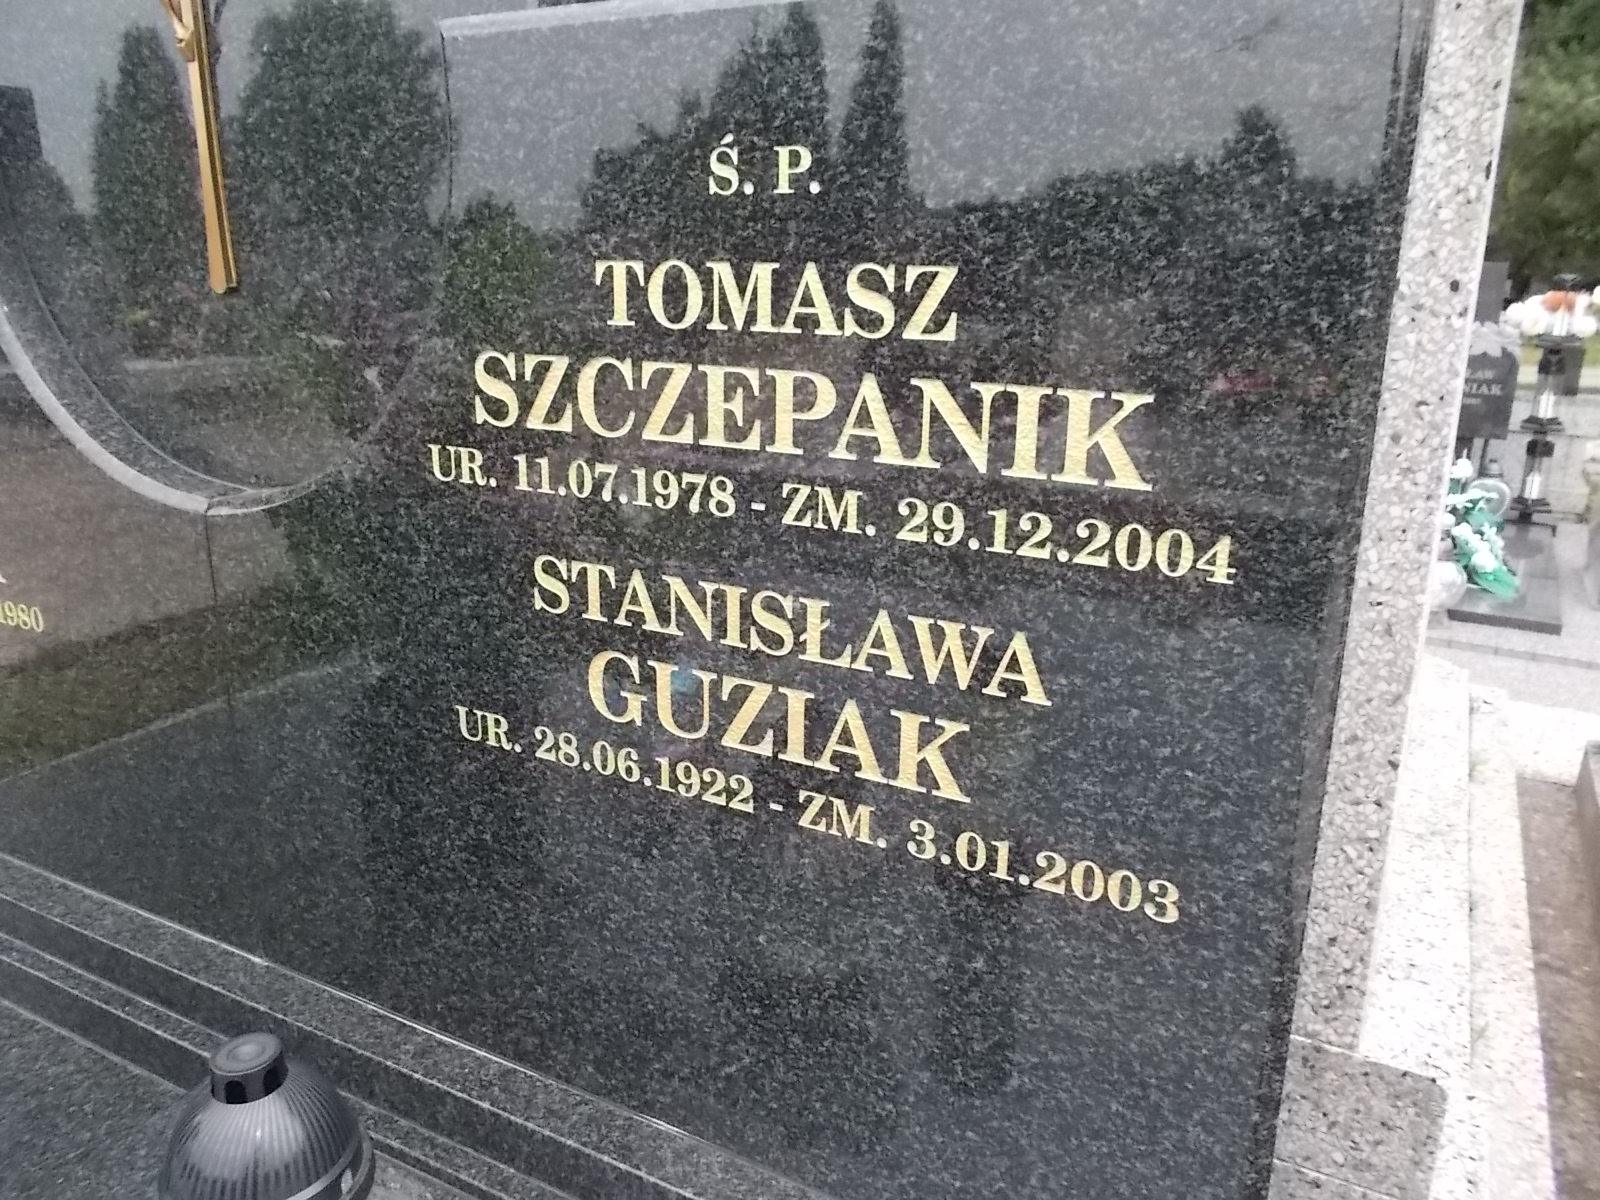 Ś. P.
TOMASZ
SZCZEPANIK
UR. 11.07.1978 - ZM. 29.12.2004
STANISŁAWA
GUZIAK
UR. 28.06.1922 - ZM. 3.01.2003
1980